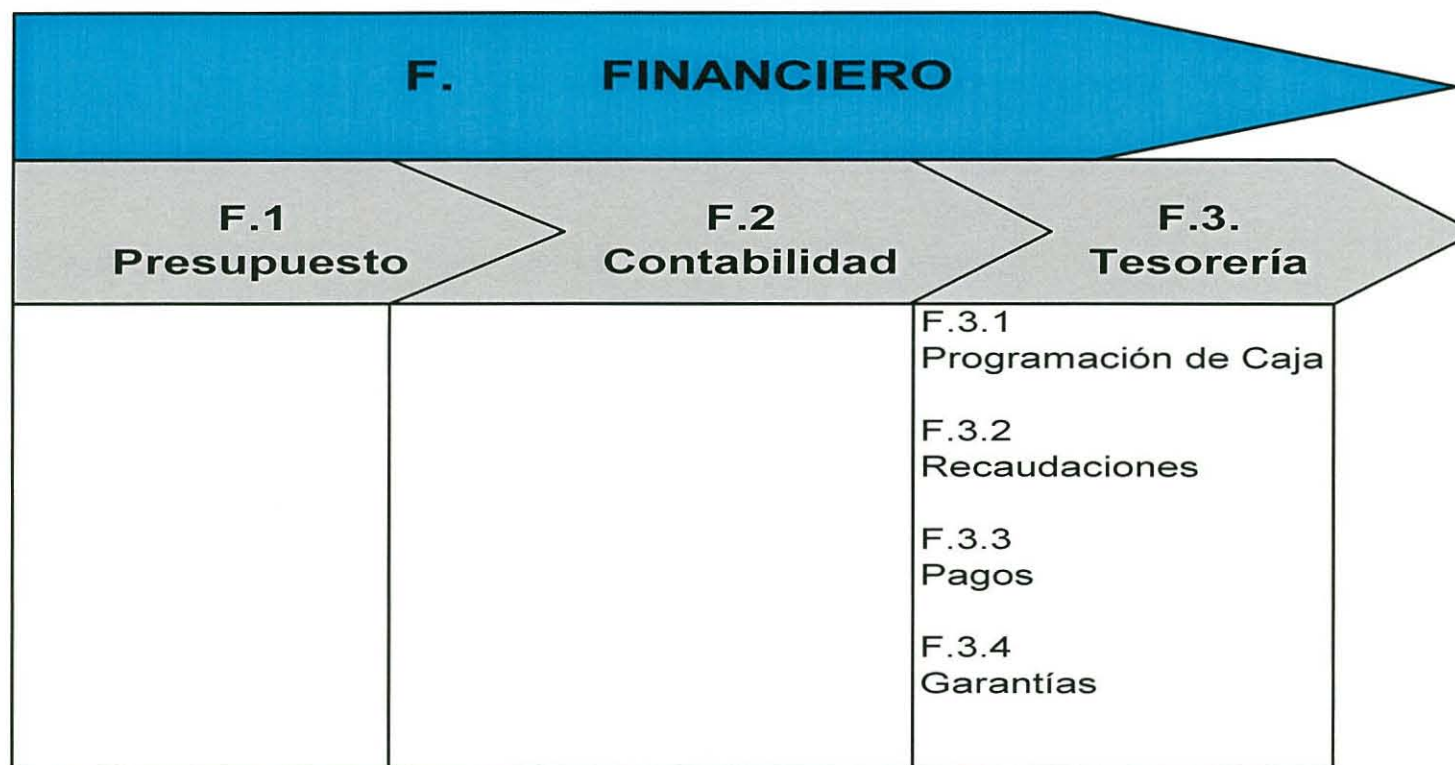 F. FINANCIERO
F.1
Presupuesto
F.2
Contabilidad
F.3.
Tesorería
F.3.1
Programación de Caja
F.3.2
Recaudaciones
F.3.3
Pagos
F.3.4
Garantías